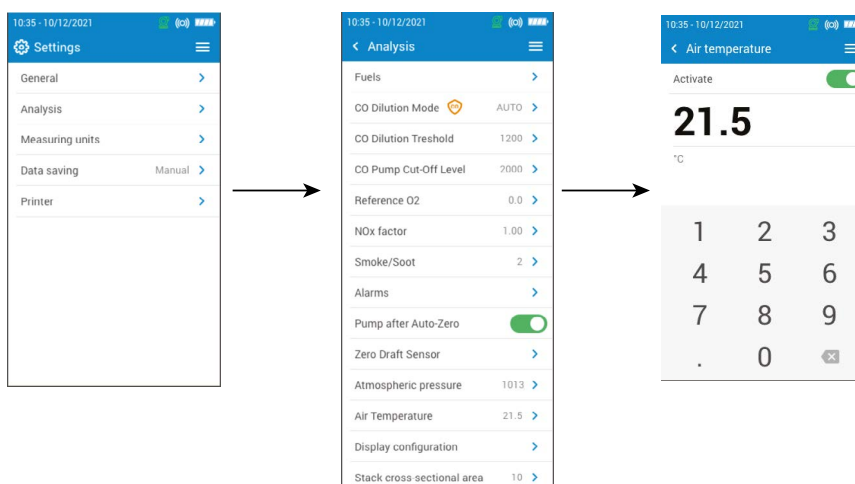 10:35 - 10/12/2021
Settings
General
Analysis
Measuring units
Data saving Manual
Printer
10:35 - 10/12/2021
Analysis
Fuels
CO Dilution Mode AUTO
CO Dilution Treshold 1200
CO Pump Cut-Off Level 2000
Reference O2 0.0
NOx factor 1.00
Smoke/Soot 2
Alarms
Pump after Auto-Zero
Zero Draft Sensor
Atmospheric pressure 1013
Air Temperature 21.5
Display configuration
Stack cross-sectional area 10
10:35 - 10/12/2021
Air temperature
Activate
21.5
°C
1 2 3
4 5 6
7 8 9
. 0